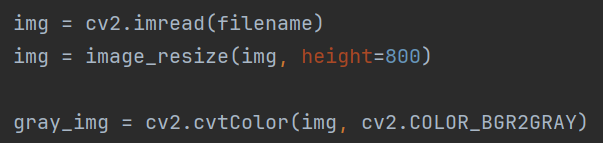 img = cv2.imread(filename)
img = image_resize(img, height=800)
gray_img = cv2.cvtColor(img, cv2.COLOR_BGR2GRAY)